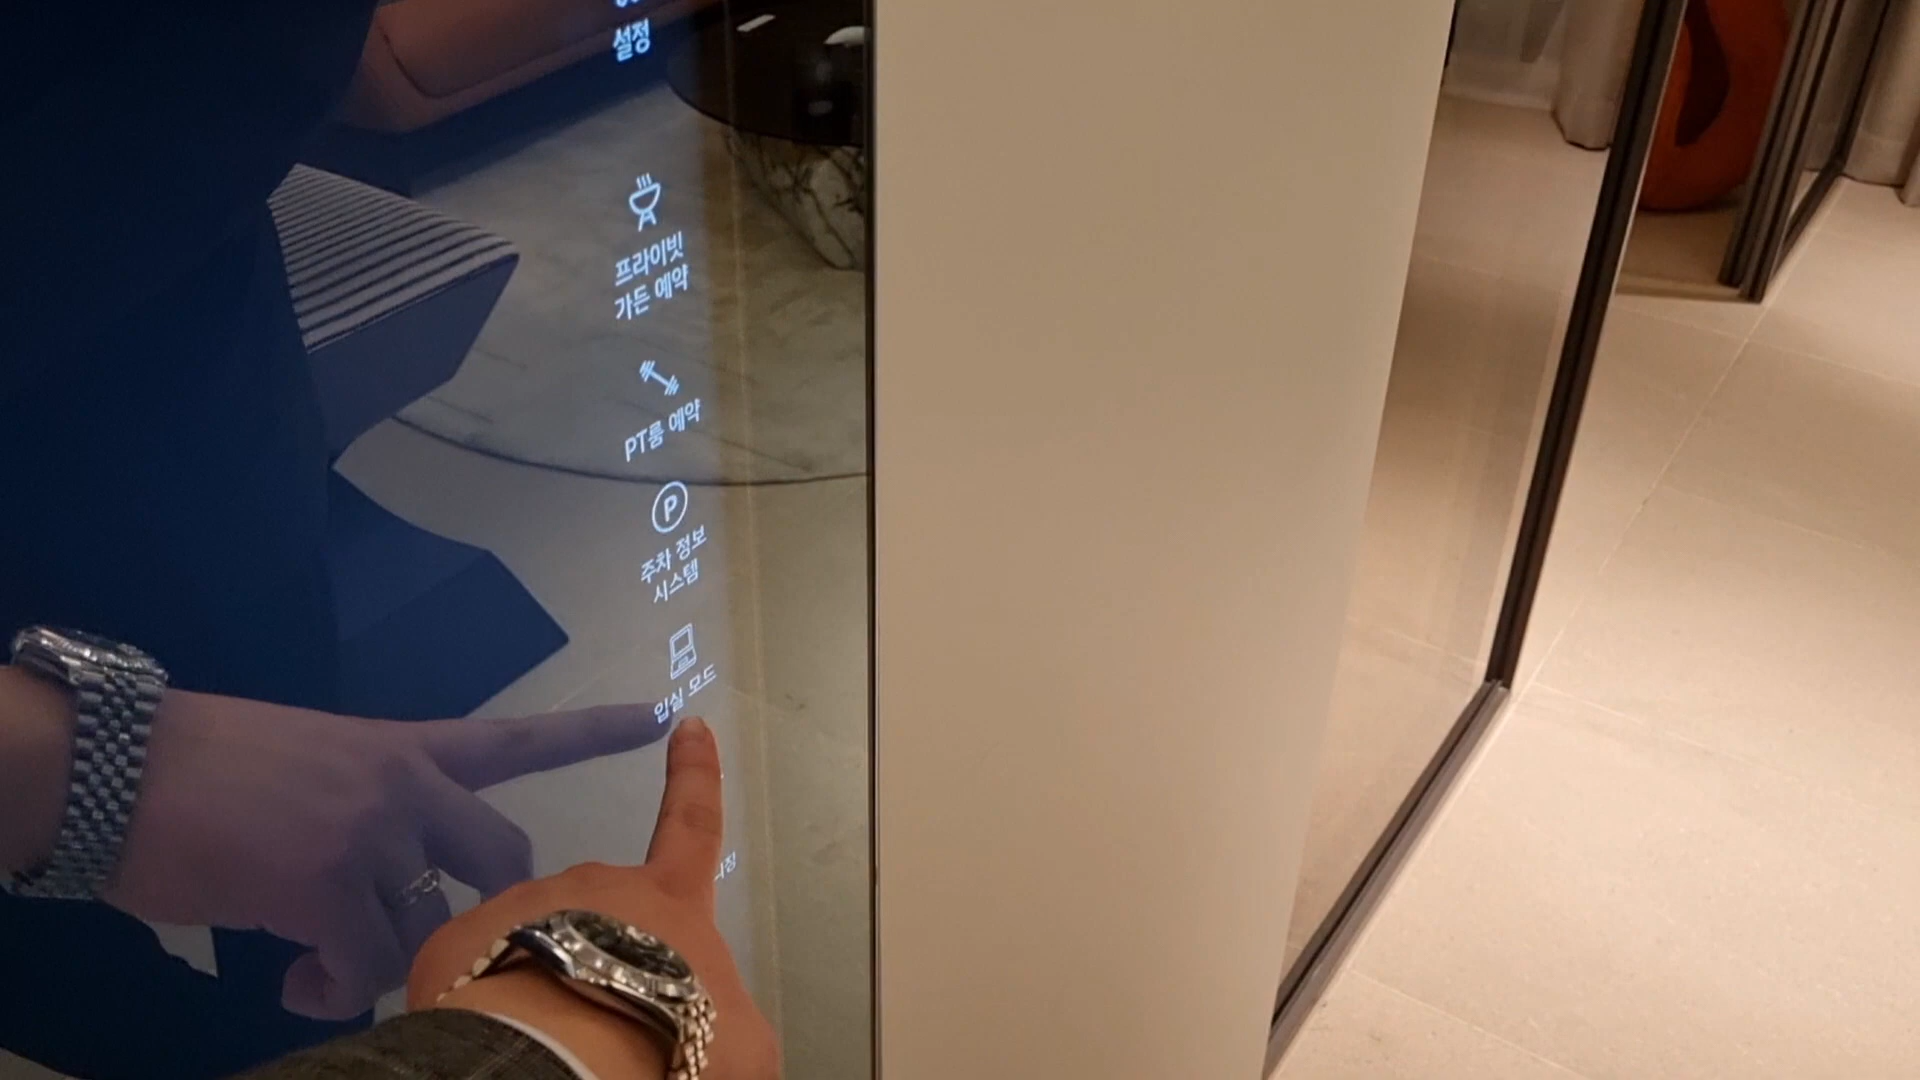 설정
프라이빗
가든 예약
PT룸 예약
P
주차 정보
시스템
입실 모드